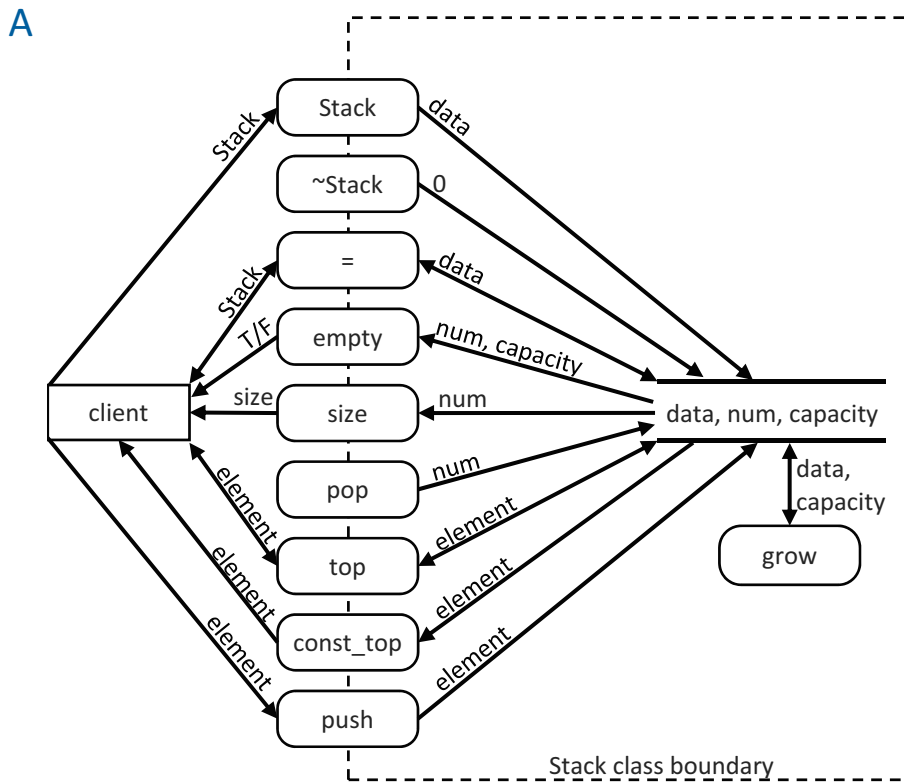 A
Stack
Stack
data
~Stack
0
=
Stack
data
T/F
empty
num, capacity
client
size
size
num
data, num, capacity
pop
num
data,
capacity
element
top
element
grow
element
const_top
element
element
push
element
Stack class boundary